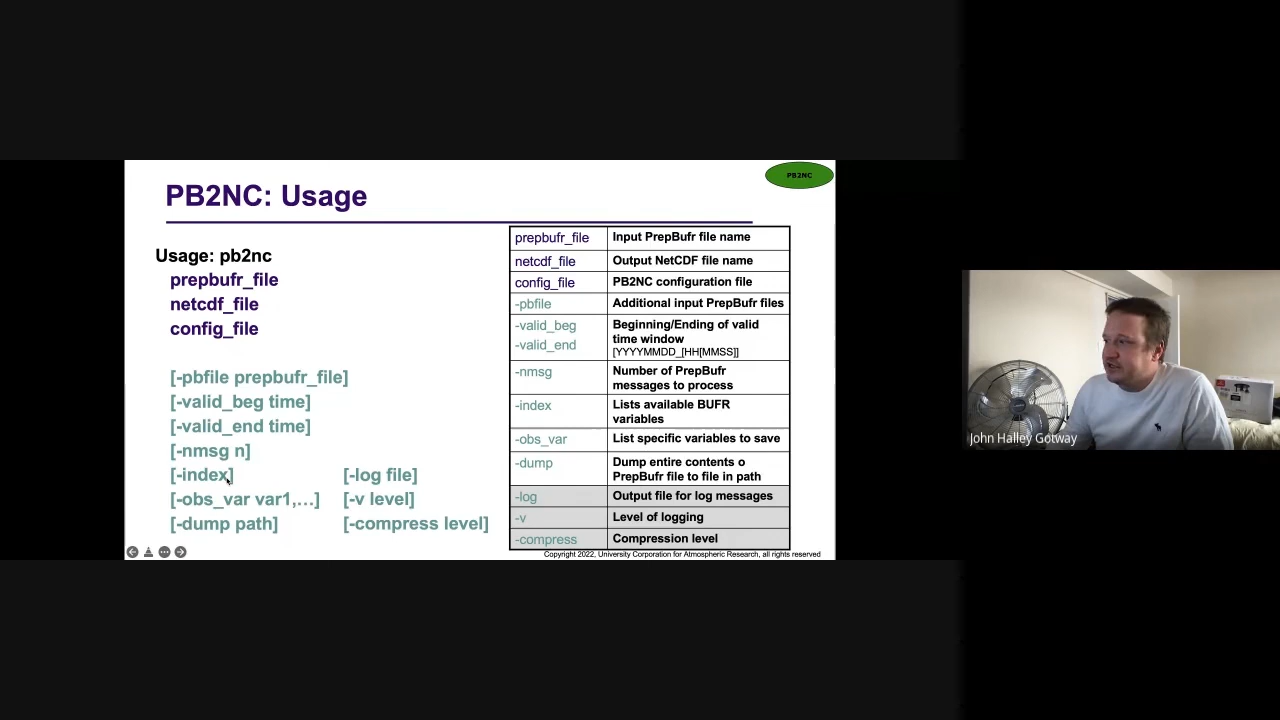 PB2NC
PB2NC: Usage
Usage: pb2nc
prepbufr_file
netcdf_file
config_file
[-pbfile prepbufr_file]
[-valid_beg time]
[-valid_end time]
[-nmsg n]
[-index]
[-log file]
[-obs_var var1,...]
[-v level]
[-dump path]
[-compress level]
prepbufr_file Input PrepBufr file name
netcdf_file Output NetCDF file name
config_file PB2NC configuration file
-pbfile Additional input PrepBufr files
-valid_beg Beginning/Ending of valid
-valid_end time window
[YYYYMMDD_[HH[MMSS]]
-nmsg Number of PrepBufr
messages to process
-index Lists available BUFR
variables
-obs_var List specific variables to save
-dump Dump entire contents o
PrepBufr file to file in path
-log Output file for log messages
-v Level of logging
-compress Compression level
Copyright 2022, University Corporation for Atmospheric Research, all rights reserved
John Halley Gotway